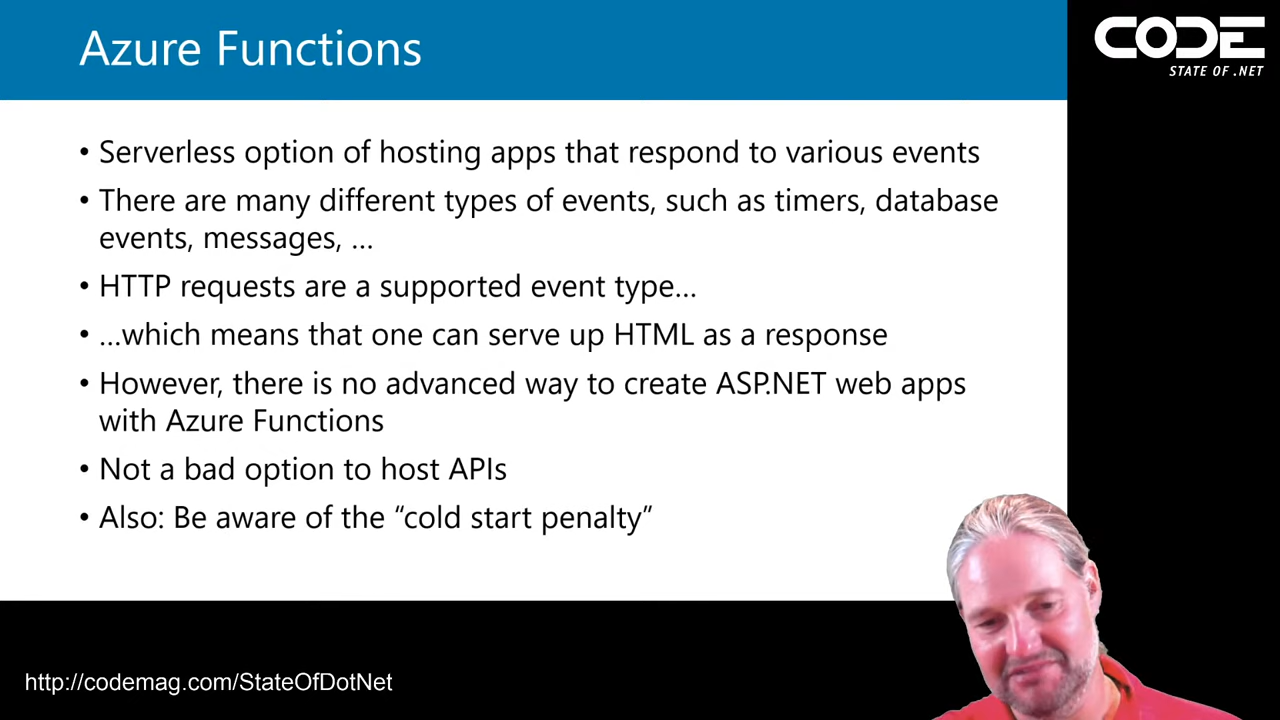 Azure Functions
CODE
STATE OF .NET
• Serverless option of hosting apps that respond to various events
• There are many different types of events, such as timers, database
events, messages, …
• HTTP requests are a supported event type…
• …which means that one can serve up HTML as a response
• However, there is no advanced way to create ASP.NET web apps
with Azure Functions
• Not a bad option to host APIs
• Also: Be aware of the “cold start penalty”
http://codemag.com/StateOfDotNet